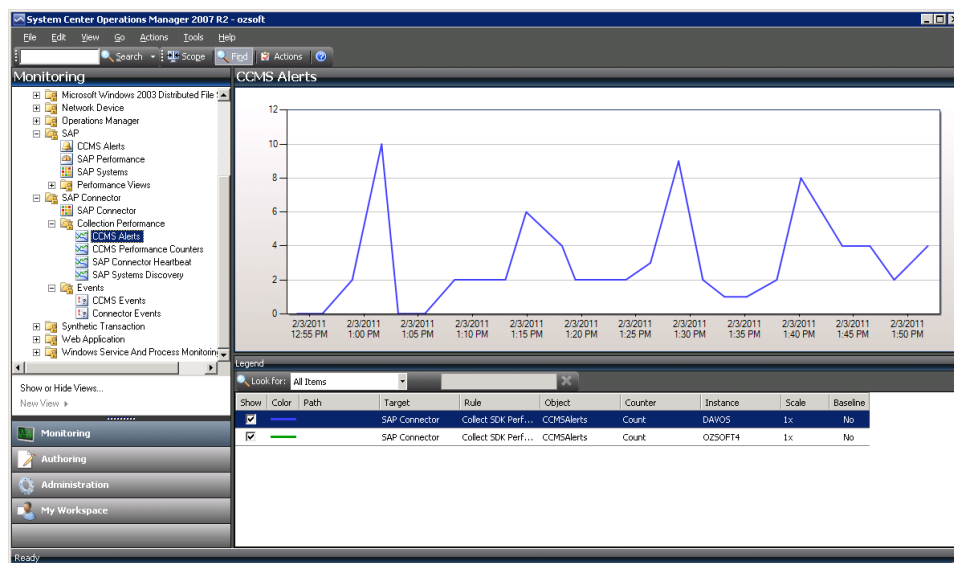 System Center Operations Manager 2007 R2 - ozsoft
File Edit View Go Actions Tools Help
Search Scope Find Actions
Monitoring
Microsoft Windows 2003 Distributed File
Network Device
Operations Manager
SAP
CCMS Alerts
SAP Performance
SAP Systems
Performance Views
SAP Connector
SAP Connector
Collection Performance
CCMS Alerts
CCMS Performance Counters
SAP Connector Heartbeat
SAP Systems Discovery
Events
CCMS Events
Connector Events
Synthetic Transaction
Web Application
Windows Service And Process Monitoring
Show or Hide Views...
New View
Monitoring
Authoring
Administration
My Workspace
CCMS Alerts
12
10
8
6
4
2
0
2/3/2011 2/3/2011 2/3/2011 2/3/2011 2/3/2011 2/3/2011 2/3/2011 2/3/2011 2/3/2011 2/3/2011 2/3/2011 2/3/2011
12:55 PM 1:00 PM 1:05 PM 1:10 PM 1:15 PM 1:20 PM 1:25 PM 1:30 PM 1:35 PM 1:40 PM 1:45 PM 1:50 PM
Legend
Look for: All Items
Show Color Path Target Rule Object Counter Instance Scale Baseline
SAP Connector Collect SDK Perf... CCMSAlerts Count DAVOS 1x No
SAP Connector Collect SDK Perf... CCMSAlerts Count OZSOFT4 1x No
Ready